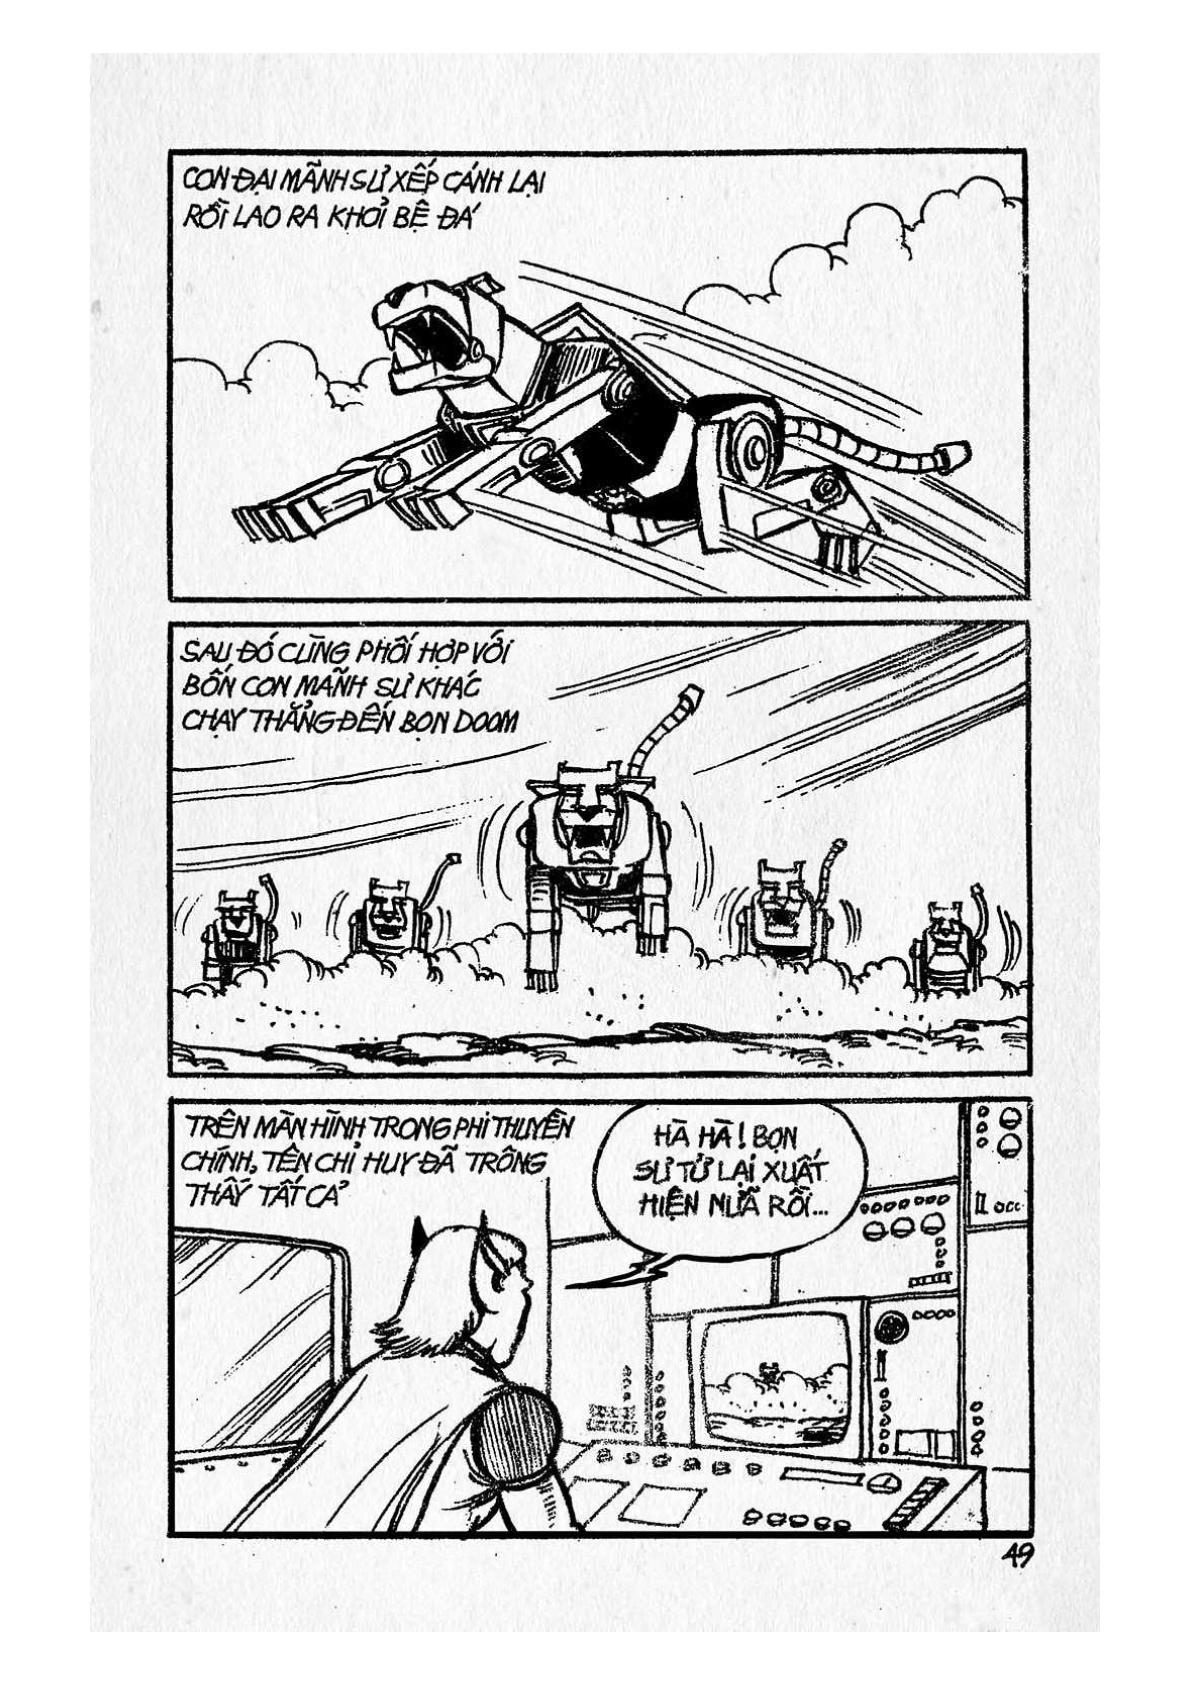 CON ĐẠI MÃNH SƯ XẾP CÁNH LẠI
RỒI LAO RA KHỎI BỆ ĐÁ
SAU ĐÓ CÙNG PHỐI HỢP VỚI
BỐN CON MÃNH SƯ KHÁC
CHẠY THẲNG ĐẾN BỌN DOOM
TRÊN MÀN HÌNH TRONG PHI THUYỀN
CHÍNH, TÊN CHỈ HUY ĐÃ TRÔNG
THẤY TẤT CẢ
HÀ HÀ! BỌN
SƯ TỬ LẠI XUẤT
HIỆN NỮA RỒI...
49